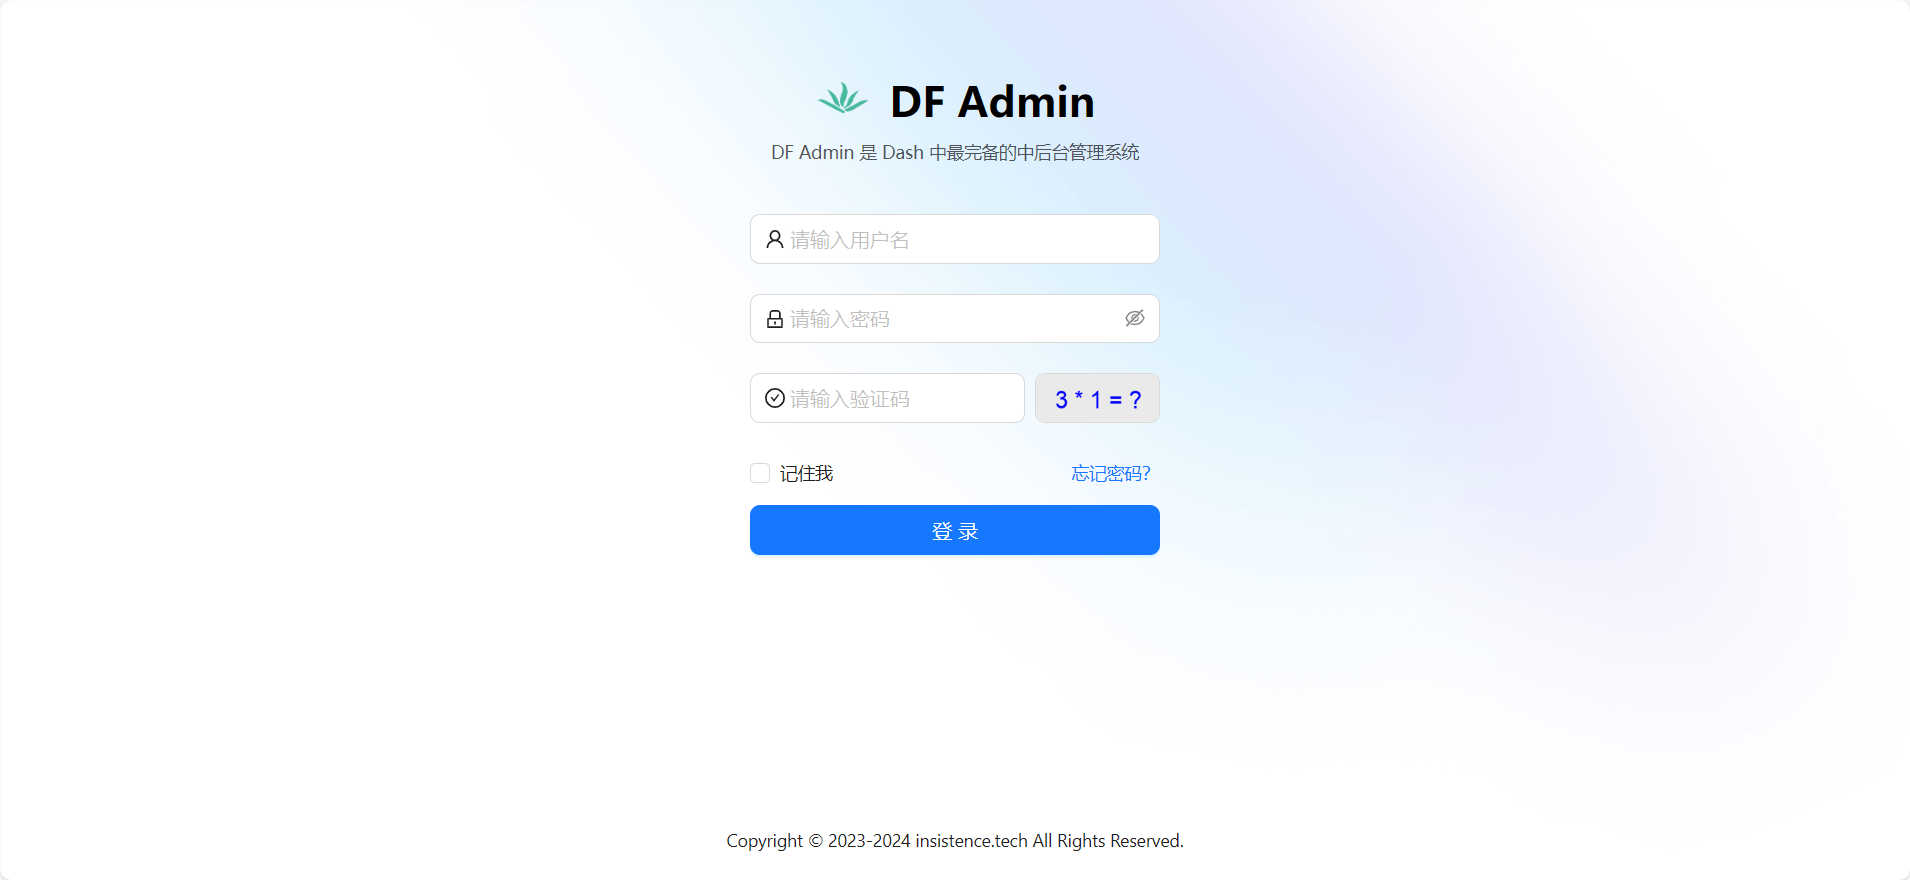 DF Admin
DF Admin 是 Dash 中最完备的中后台管理系统
请输入用户名
请输入密码
请输入验证码
3 * 1 = ?
记住我
忘记密码?
登 录
Copyright © 2023-2024 insistence.tech All Rights Reserved.